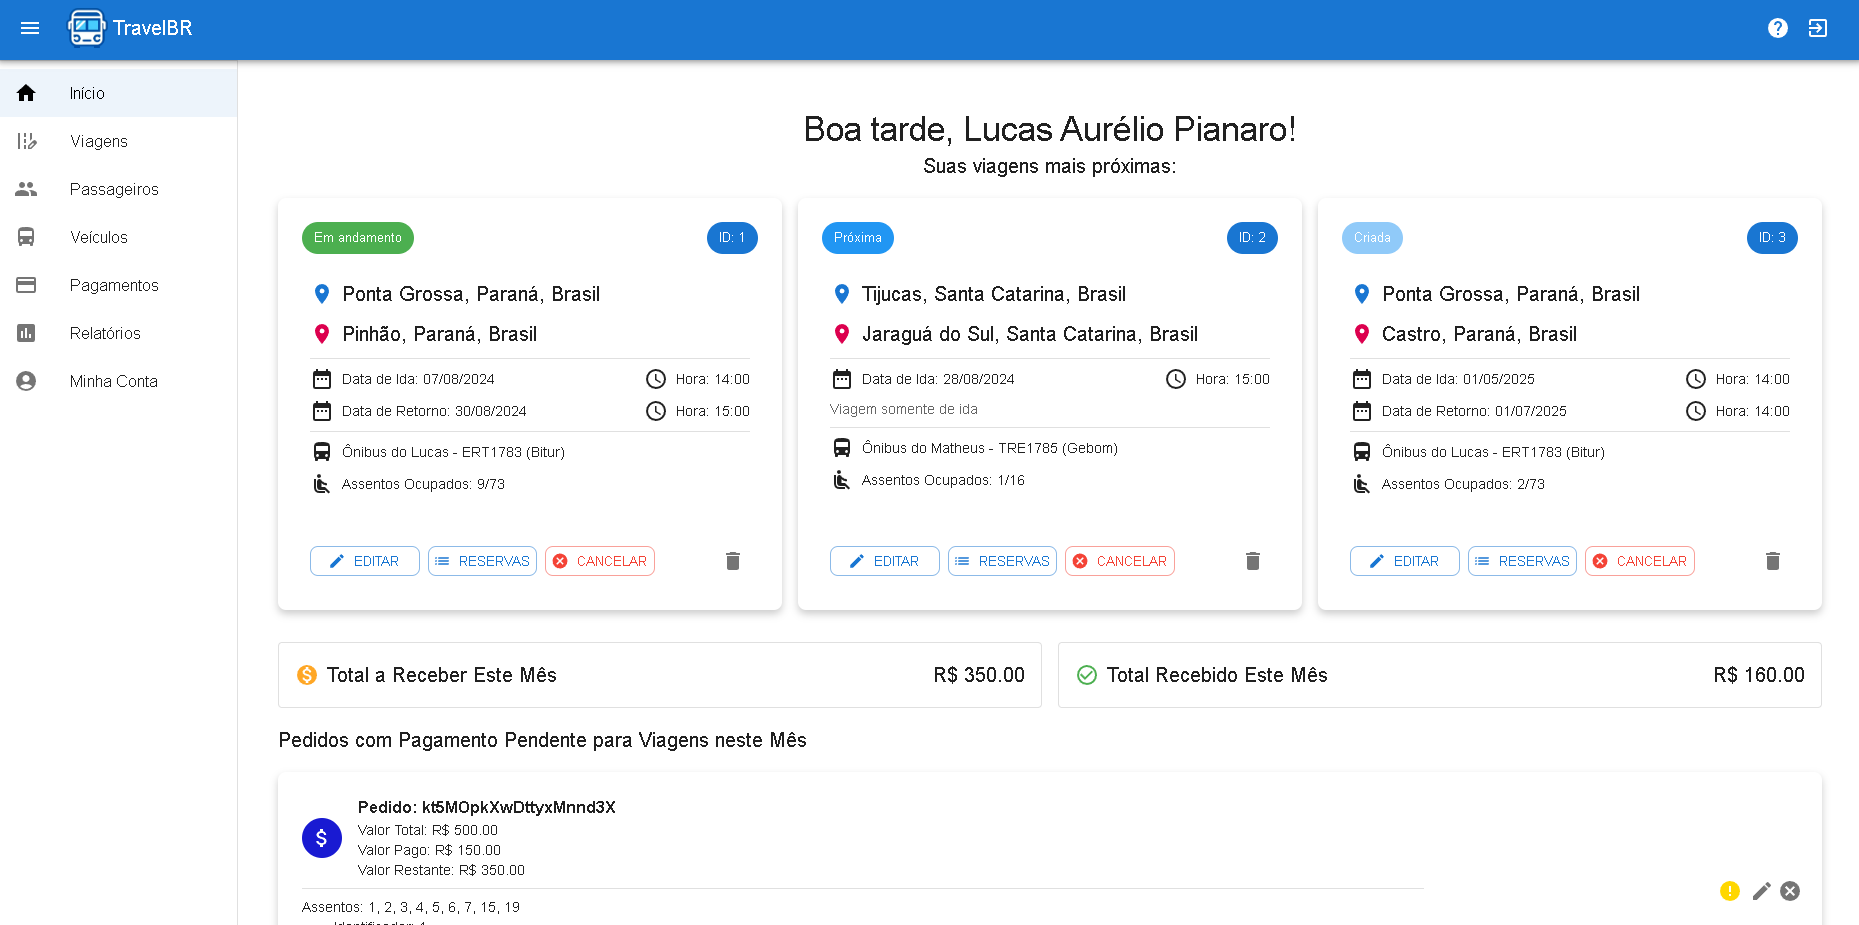 TravelBR
Início
Viagens
Passageiros
Veículos
Pagamentos
Relatórios
Minha Conta
Boa tarde, Lucas Aurélio Pianaro!
Suas viagens mais próximas:
Em andamento
ID: 1
Ponta Grossa, Paraná, Brasil
Pinhão, Paraná, Brasil
Data de Ida: 07/08/2024
Hora: 14:00
Data de Retorno: 30/08/2024
Hora: 15:00
Ônibus do Lucas - ERT1783 (Bitur)
Assentos Ocupados: 9/73
EDITAR
RESERVAS
CANCELAR
Próxima
ID: 2
Tijucas, Santa Catarina, Brasil
Jaraguá do Sul, Santa Catarina, Brasil
Data de Ida: 28/08/2024
Hora: 15:00
Viagem somente de ida
Ônibus do Matheus - TRE1785 (Gebom)
Assentos Ocupados: 1/16
EDITAR
RESERVAS
CANCELAR
Criada
ID: 3
Ponta Grossa, Paraná, Brasil
Castro, Paraná, Brasil
Data de Ida: 01/05/2025
Hora: 14:00
Data de Retorno: 01/07/2025
Hora: 14:00
Ônibus do Lucas - ERT1783 (Bitur)
Assentos Ocupados: 2/73
EDITAR
RESERVAS
CANCELAR
Total a Receber Este Mês
R$ 350.00
Total Recebido Este Mês
R$ 160.00
Pedidos com Pagamento Pendente para Viagens neste Mês
Pedido: kt5MOpkXwDttyxMnnd3X
Valor Total: R$ 500.00
Valor Pago: R$ 150.00
Valor Restante: R$ 350.00
Assentos: 1, 2, 3, 4, 5, 6, 7, 15, 19